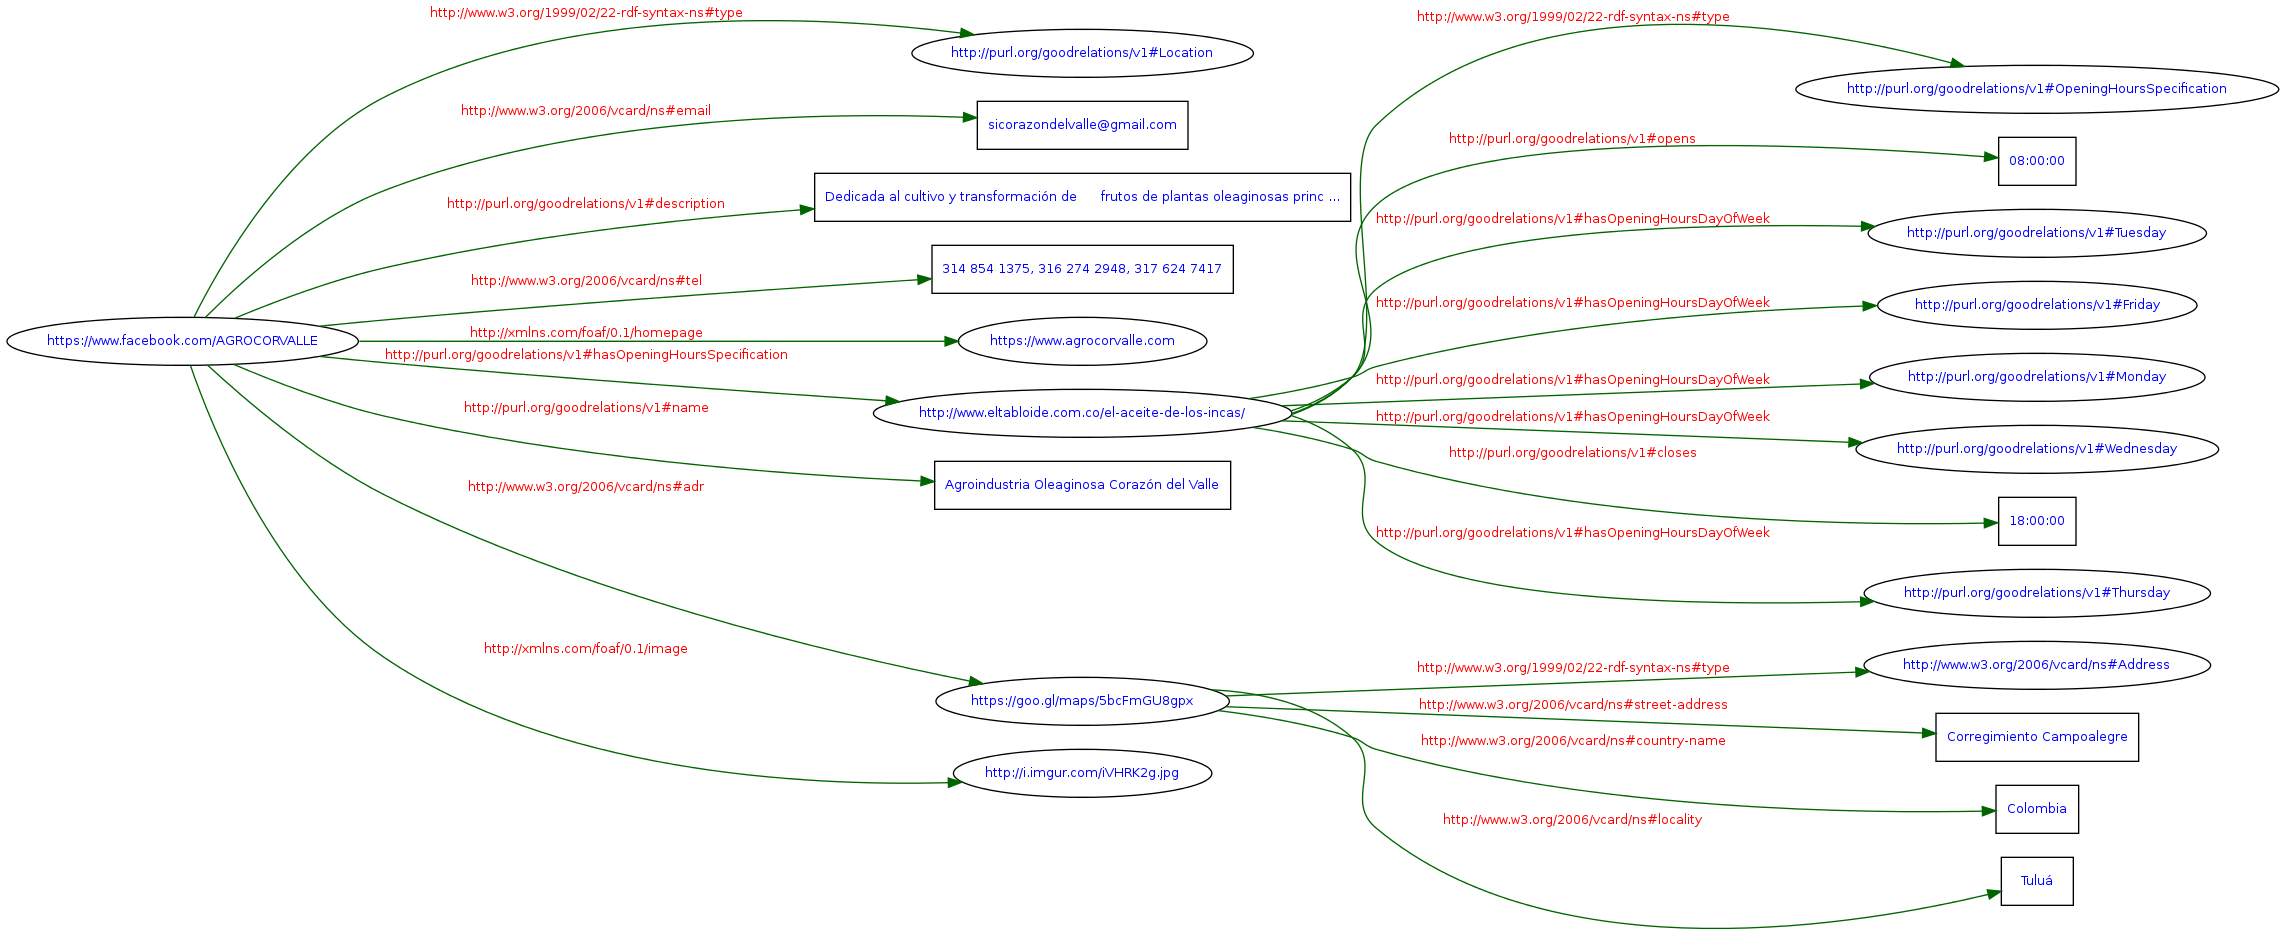 http://www.w3.org/1999/02/22-rdf-syntax-ns#type
http://purl.org/goodrelations/v1#Location
http://www.w3.org/2006/vcard/ns#email
sicorazondelvalle@gmail.com
http://purl.org/goodrelations/v1#description
Dedicada al cultivo y transformación de frutos de plantas oleaginosas princ ...
http://www.w3.org/2006/vcard/ns#tel
314 854 1375, 316 274 2948, 317 624 7417
https://www.facebook.com/AGROCORVALLE
http://xmlns.com/foaf/0.1/homepage
https://www.agrocorvalle.com
http://purl.org/goodrelations/v1#hasOpeningHoursSpecification
http://www.eltabloide.com.co/el-aceite-de-los-incas/
http://purl.org/goodrelations/v1#name
Agroindustria Oleaginosa Corazón del Valle
http://www.w3.org/2006/vcard/ns#adr
https://goo.gl/maps/5bcFmGU8gpx
http://xmlns.com/foaf/0.1/image
http://i.imgur.com/iVHRK2g.jpg
http://www.w3.org/1999/02/22-rdf-syntax-ns#type
http://purl.org/goodrelations/v1#OpeningHoursSpecification
http://purl.org/goodrelations/v1#opens
08:00:00
http://purl.org/goodrelations/v1#hasOpeningHoursDayOfWeek
http://purl.org/goodrelations/v1#Tuesday
http://purl.org/goodrelations/v1#hasOpeningHoursDayOfWeek
http://purl.org/goodrelations/v1#Friday
http://purl.org/goodrelations/v1#hasOpeningHoursDayOfWeek
http://purl.org/goodrelations/v1#Monday
http://purl.org/goodrelations/v1#hasOpeningHoursDayOfWeek
http://purl.org/goodrelations/v1#Wednesday
http://purl.org/goodrelations/v1#closes
18:00:00
http://purl.org/goodrelations/v1#hasOpeningHoursDayOfWeek
http://purl.org/goodrelations/v1#Thursday
http://www.w3.org/1999/02/22-rdf-syntax-ns#type
http://www.w3.org/2006/vcard/ns#Address
http://www.w3.org/2006/vcard/ns#street-address
Corregimiento Campoalegre
http://www.w3.org/2006/vcard/ns#country-name
Colombia
http://www.w3.org/2006/vcard/ns#locality
Tuluá